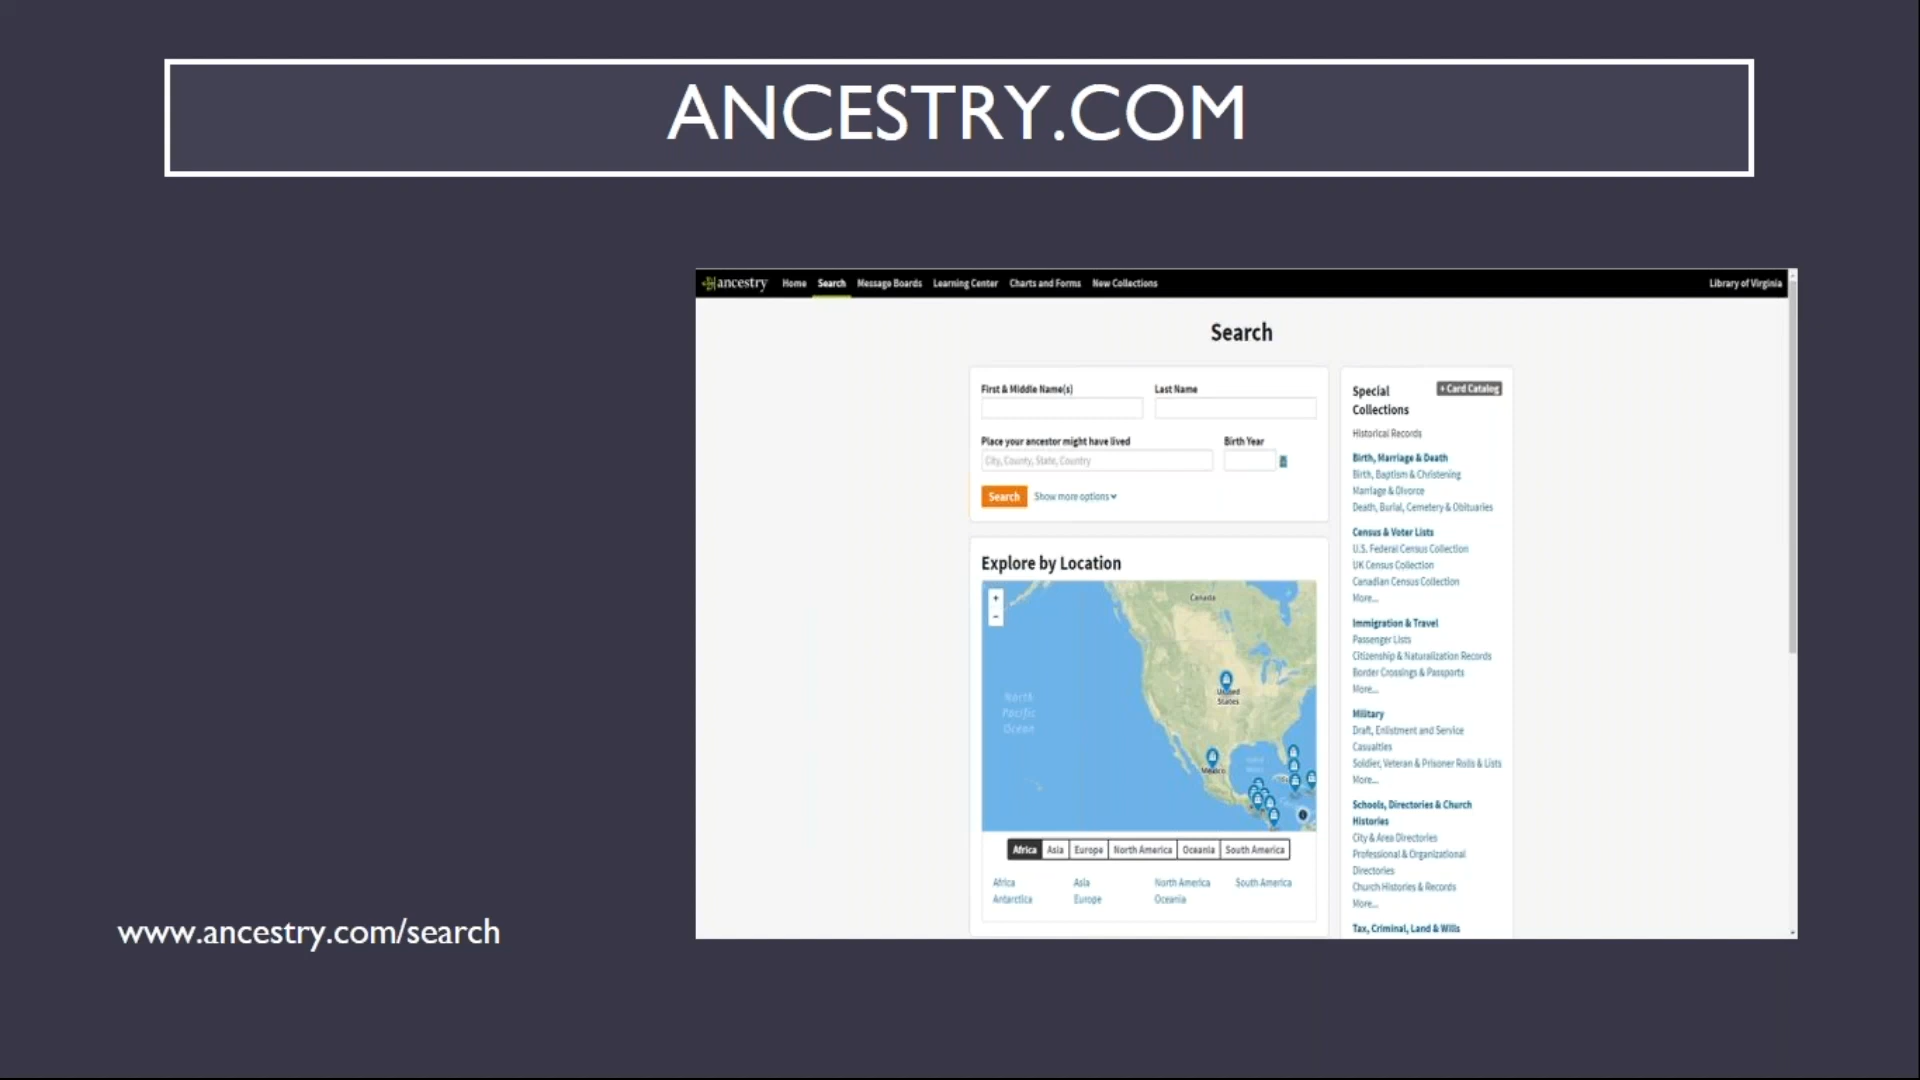 ANCESTRY.COM
ancestry Home Search Message Boards Learning Center Charts and Forms New Collections Library of Virginia
Search
First & Middle Name(s) Last Name
Place your ancestor might have lived Birth Year
City, County, State, Country
Search Show more options
Explore by Location
+
−
Canada
North
Pacific
Ocean
United
States
Mexico
Africa Asia Europe North America Oceania South America
Africa Asia North America South America
Antarctica Europe Oceania
Special + Card Catalog
Collections
Historical Records
Birth, Marriage & Death
Birth, Baptism & Christening
Marriage & Divorce
Death, Burial, Cemetery & Obituaries
Census & Voter Lists
U.S. Federal Census Collection
UK Census Collection
Canadian Census Collection
More...
Immigration & Travel
Passenger Lists
Citizenship & Naturalization Records
Border Crossings & Passports
More...
Military
Draft, Enlistment and Service
Casualties
Soldier, Veteran & Prisoner Rolls & Lists
More...
Schools, Directories & Church
Histories
City & Area Directories
Professional & Organizational
Directories
Church Histories & Records
More...
Tax, Criminal, Land & Wills
www.ancestry.com/search